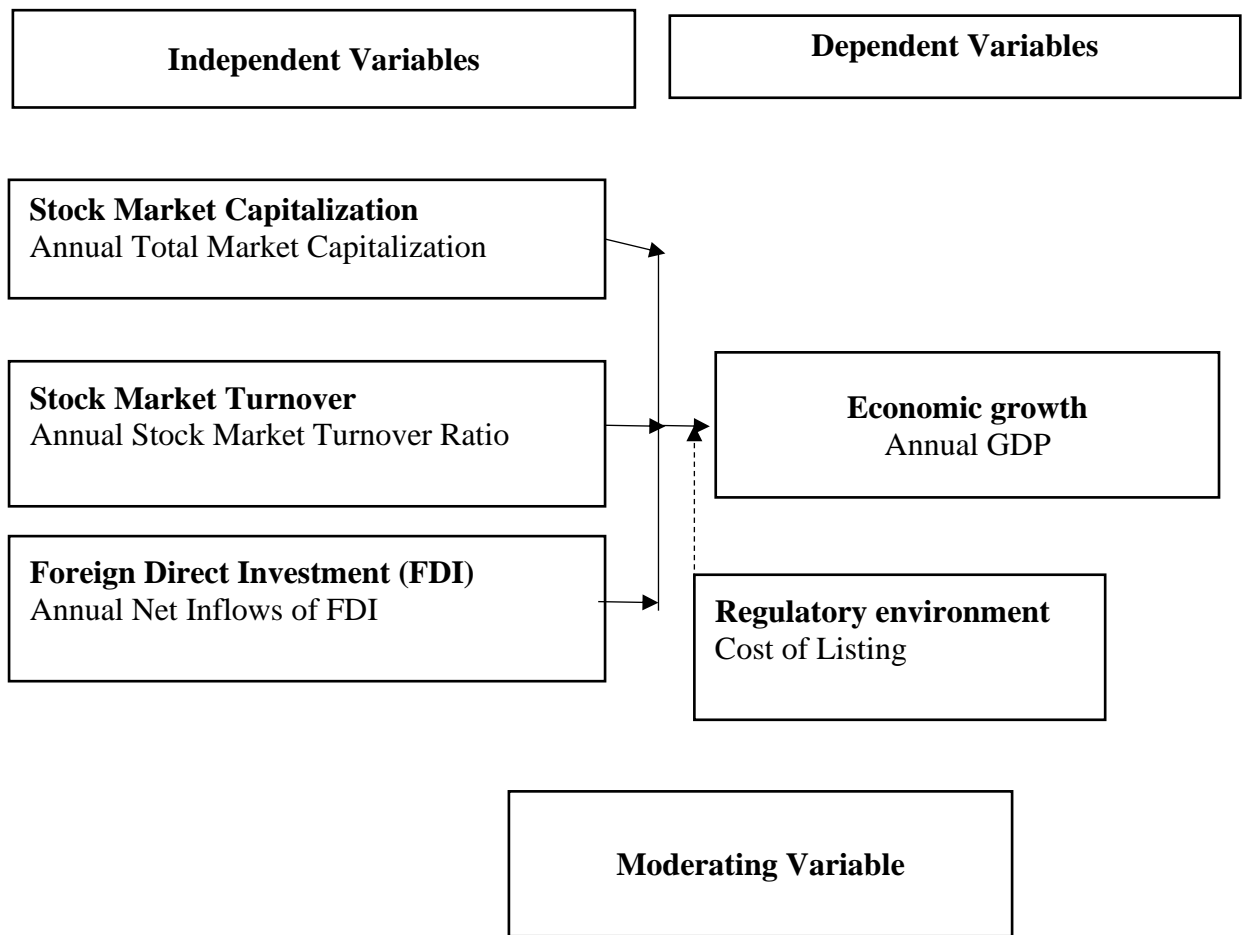 Independent Variables
Dependent Variables
Stock Market Capitalization
Annual Total Market Capitalization
Stock Market Turnover
Annual Stock Market Turnover Ratio
Economic growth
Annual GDP
Foreign Direct Investment (FDI)
Annual Net Inflows of FDI
Regulatory environment
Cost of Listing
Moderating Variable